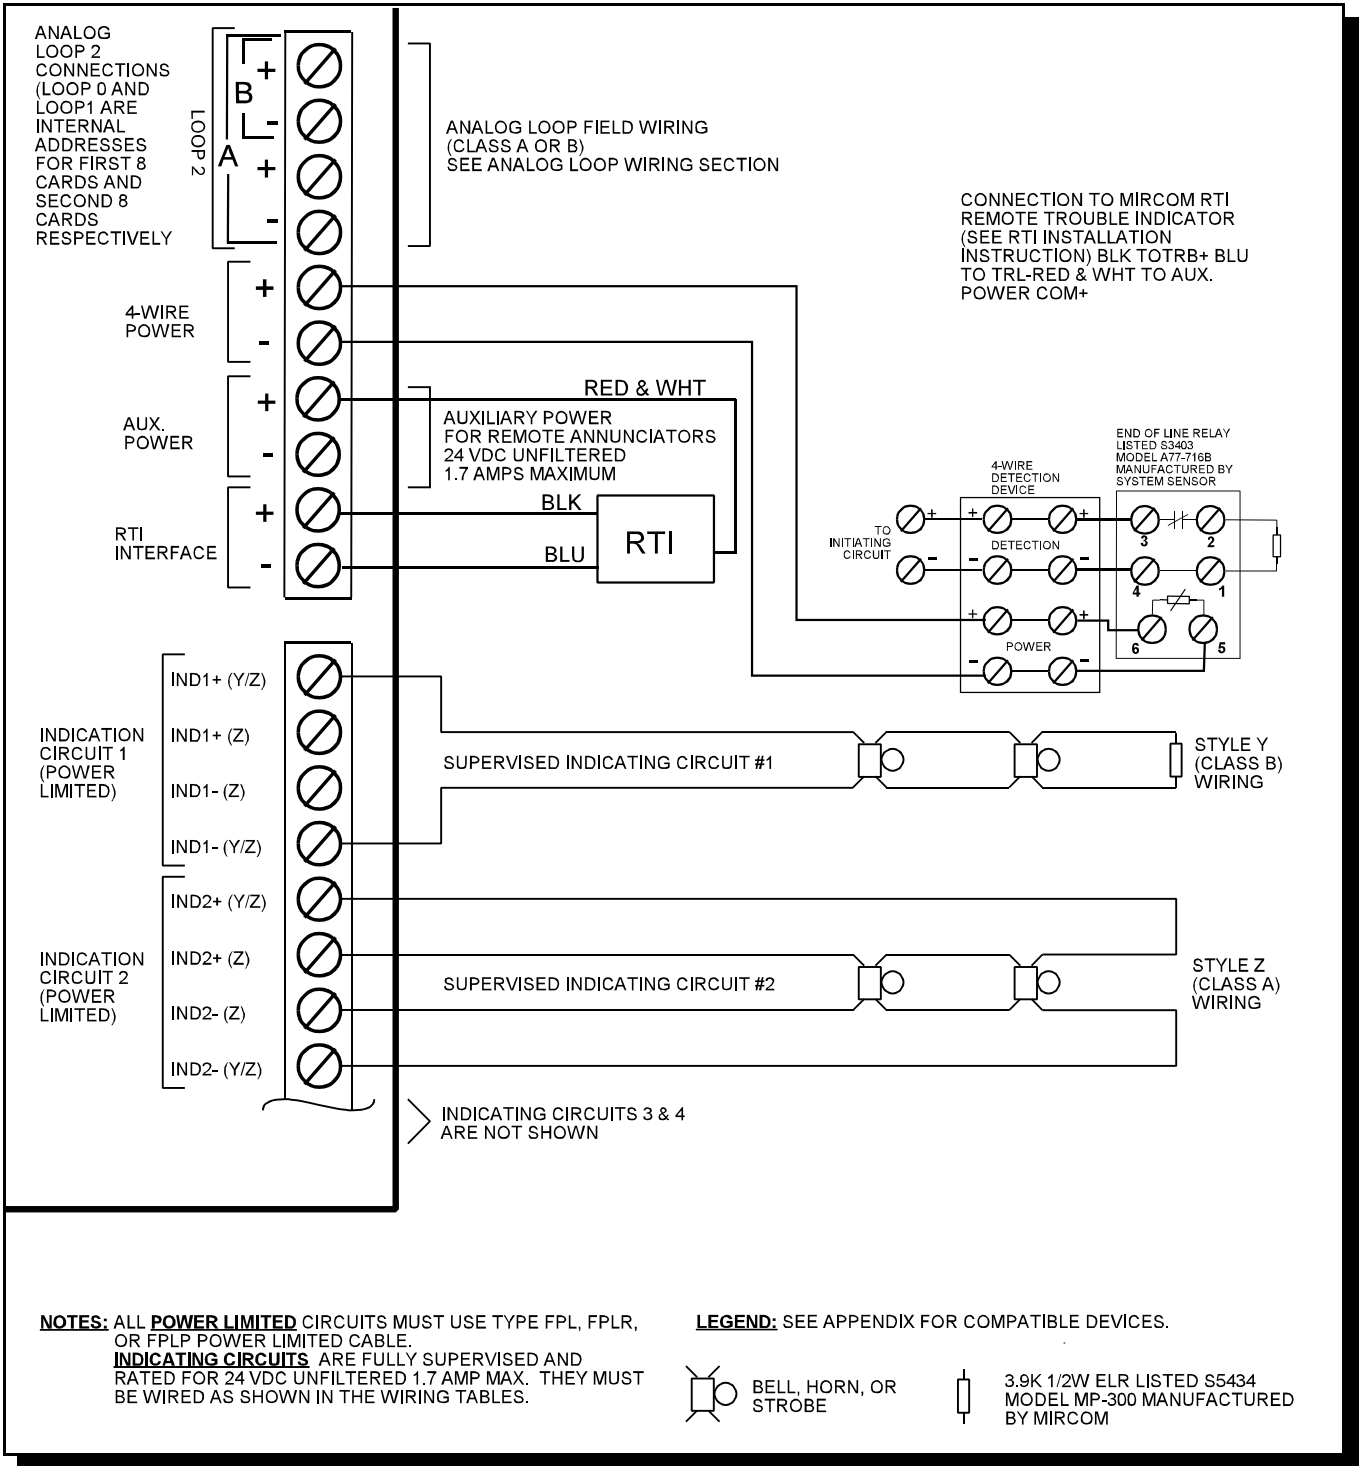 ANALOG
LOOP 2
CONNECTIONS
(LOOP 0 AND
LOOP1 ARE
INTERNAL
ADDRESSES
FOR FIRST 8
CARDS AND
SECOND 8
CARDS
RESPECTIVELY
LOOP 2
A
B
+
-
+
-
ANALOG LOOP FIELD WIRING
(CLASS A OR B)
SEE ANALOG LOOP WIRING SECTION
CONNECTION TO MIRCOM RTI
REMOTE TROUBLE INDICATOR
(SEE RTI INSTALLATION
INSTRUCTION) BLK TOTRB+ BLU
TO TRL-RED & WHT TO AUX.
POWER COM+
4-WIRE
POWER
+
-
AUX.
POWER
+
-
RED & WHT
AUXILIARY POWER
FOR REMOTE ANNUNCIATORS
24 VDC UNFILTERED
1.7 AMPS MAXIMUM
RTI
INTERFACE
+
-
BLK
BLU
RTI
END OF LINE RELAY
LISTED S3403
MODEL A77-716B
MANUFACTURED BY
SYSTEM SENSOR
4-WIRE
DETECTION
DEVICE
TO
INITIATING
CIRCUIT
+ + +
DETECTION
- - -
3 2
4 1
+ +
POWER
- -
6 5
INDICATION
CIRCUIT 1
(POWER
LIMITED)
IND1+ (Y/Z)
IND1+ (Z)
IND1- (Z)
IND1- (Y/Z)
SUPERVISED INDICATING CIRCUIT #1
STYLE Y
(CLASS B)
WIRING
INDICATION
CIRCUIT 2
(POWER
LIMITED)
IND2+ (Y/Z)
IND2+ (Z)
IND2- (Z)
IND2- (Y/Z)
SUPERVISED INDICATING CIRCUIT #2
STYLE Z
(CLASS A)
WIRING
INDICATING CIRCUITS 3 & 4
ARE NOT SHOWN
NOTES: ALL POWER LIMITED CIRCUITS MUST USE TYPE FPL, FPLR,
OR FPLP POWER LIMITED CABLE.
INDICATING CIRCUITS ARE FULLY SUPERVISED AND
RATED FOR 24 VDC UNFILTERED 1.7 AMP MAX. THEY MUST
BE WIRED AS SHOWN IN THE WIRING TABLES.
LEGEND: SEE APPENDIX FOR COMPATIBLE DEVICES.
BELL, HORN, OR
STROBE
3.9K 1/2W ELR LISTED S5434
MODEL MP-300 MANUFACTURED
BY MIRCOM